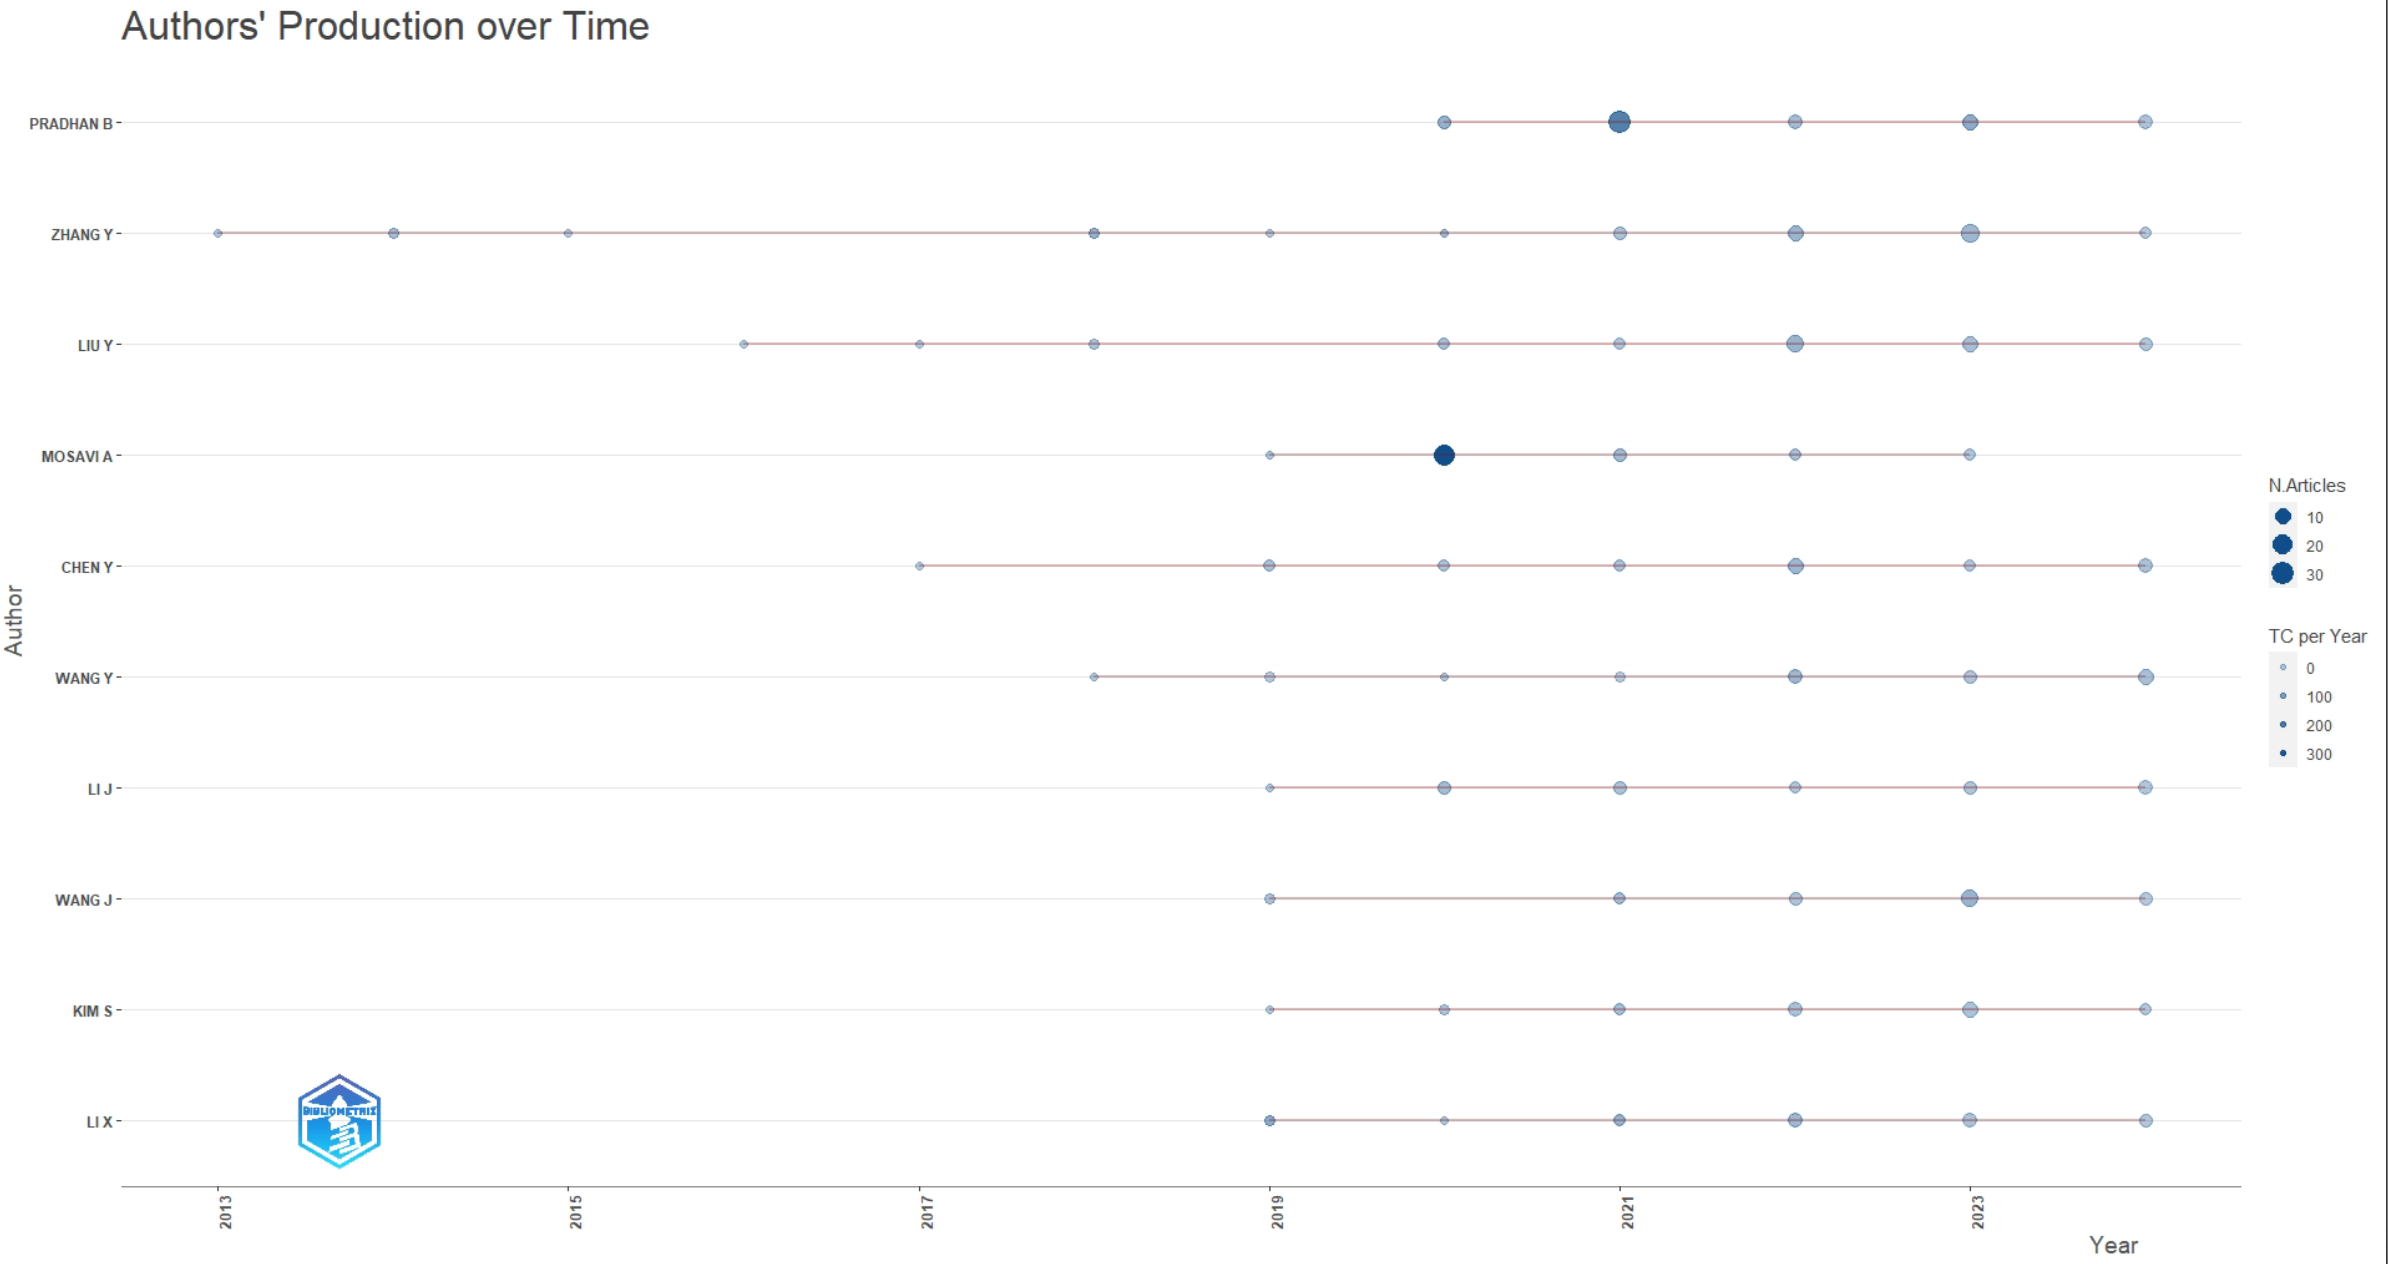 Authors' Production over Time
PRADHAN B
ZHANG Y
LIU Y
MOSAVI A
CHEN Y
WANG Y
LI J
WANG J
KIM S
LI X
Author
BIBLIOMETRIX
2013
2015
2017
2019
2021
2023
Year
N.Articles
10
20
30
TC per Year
0
100
200
300